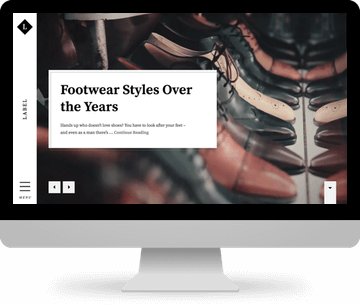 L
LABEL
Footwear Styles Over
the Years
Hands up who doesn't love shoes? You have to look after your feet –
and even as a man there's … Continue Reading
MENU